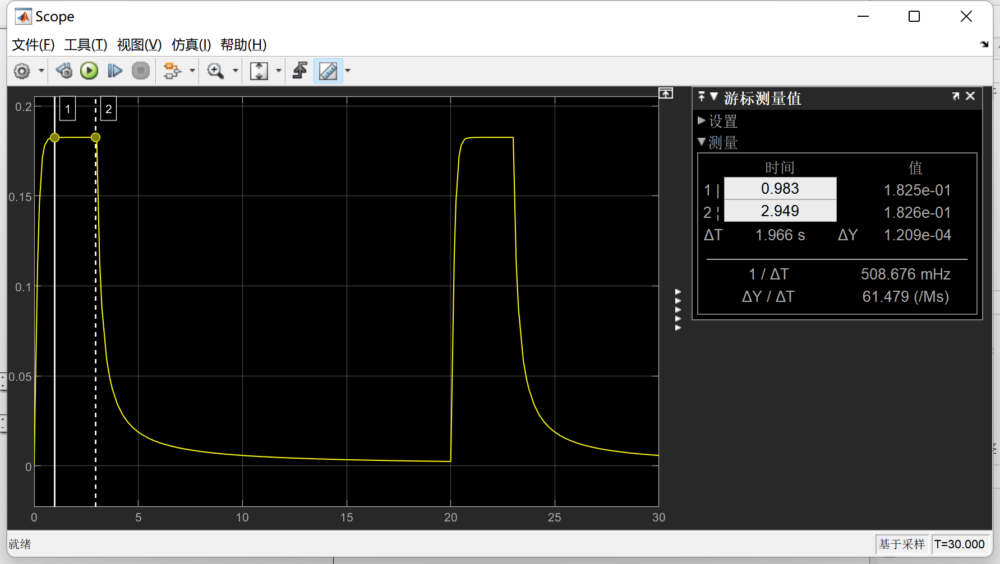 Scope
文件(F) 工具(T) 视图(V) 仿真(I) 帮助(H)
0.2
0.15
0.1
0.05
0
1
2
0 5 10 15 20 25 30
游标测量值
设置
测量
时间 值
1 | 0.983 1.825e-01
2 ¦ 2.949 1.826e-01
ΔT 1.966 s ΔY 1.209e-04
1 / ΔT 508.676 mHz
ΔY / ΔT 61.479 (/Ms)
就绪 基于采样 T=30.000